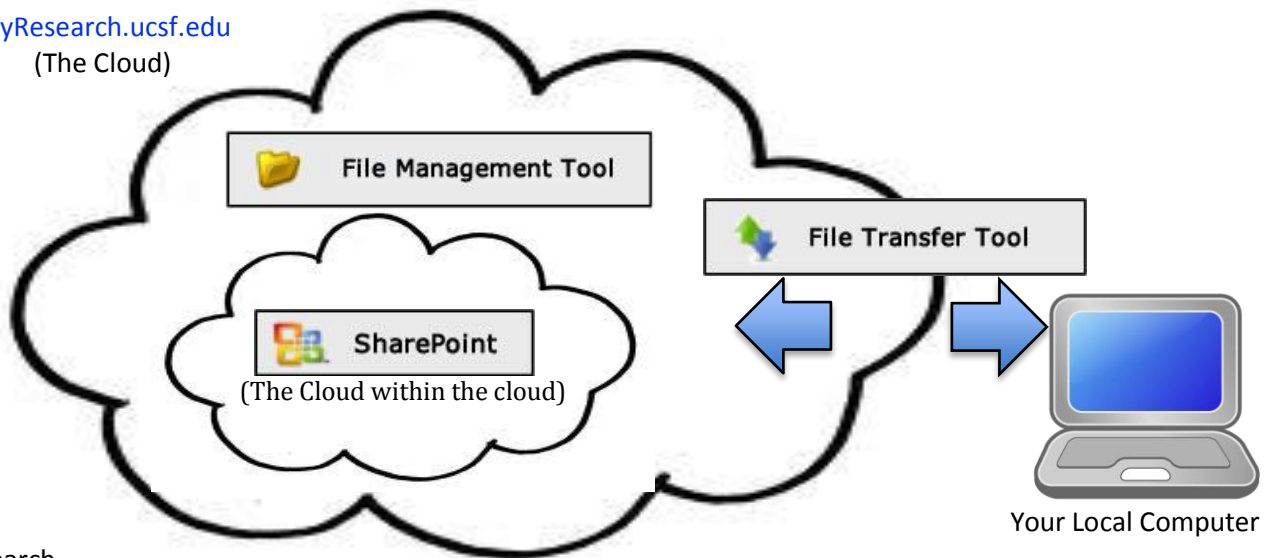 yResearch.ucsf.edu
(The Cloud)
File Management Tool
File Transfer Tool
SharePoint
(The Cloud within the cloud)
Your Local Computer
earch